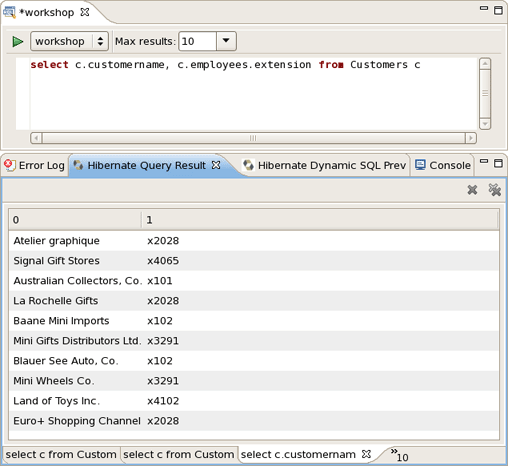 *workshop
workshop Max results: 10
select c.customername, c.employees.extension from Customers c
Error Log Hibernate Query Result Hibernate Dynamic SQL Prev Console
0 1
Atelier graphique x2028
Signal Gift Stores x4065
Australian Collectors, Co. x101
La Rochelle Gifts x2028
Baane Mini Imports x102
Mini Gifts Distributors Ltd. x3291
Blauer See Auto, Co. x102
Mini Wheels Co. x3291
Land of Toys Inc. x4102
Euro+ Shopping Channel x2028
select c from Custom select c from Custom select c.customernam »10